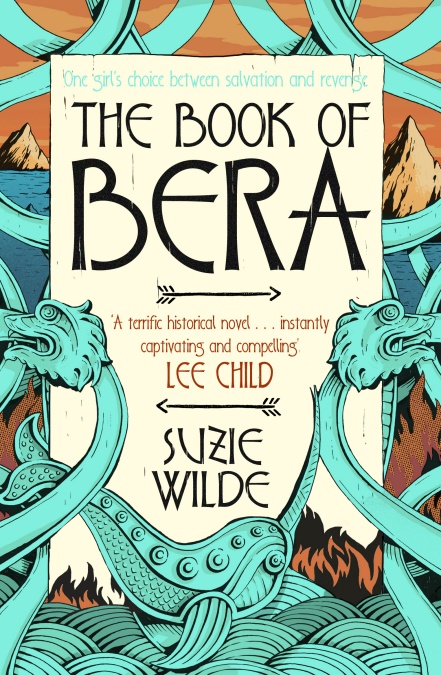 One girl's choice between salvation and revenge
THE BOOK OF
BERA
'A terrific historical novel . . . instantly
captivating and compelling'
LEE CHILD
SUZIE
WILDE